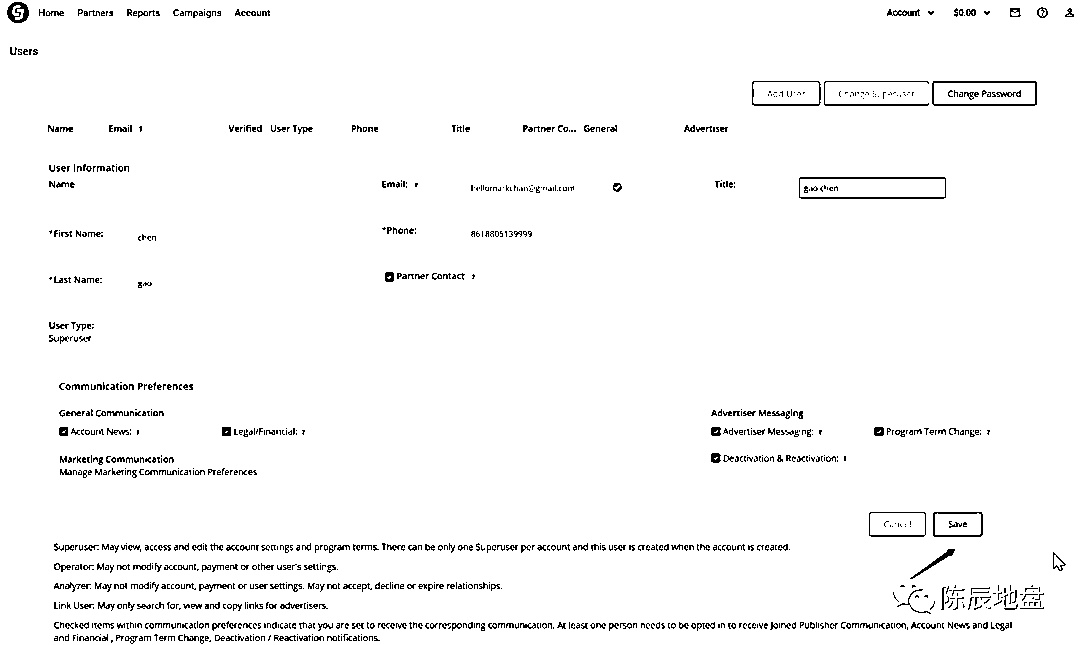 Home Partners Reports Campaigns Account
Account $0.00
Users
Add User Change Superuser Change Password
Name Email Verified User Type Phone Title Partner Co... General Advertiser
User Information
Name
Email: hellomarkchan@gmail.com
Title: gao chen
*First Name: chen
*Phone: 8618805139999
*Last Name: gao
Partner Contact
User Type:
Superuser
Communication Preferences
General Communication
Account News: Legal/Financial:
Marketing Communication
Manage Marketing Communication Preferences
Advertiser Messaging
Advertiser Messaging: Program Term Change:
Deactivation & Reactivation:
Cancel Save
Superuser: May view, access and edit the account settings and program terms. There can be only one Superuser per account and this user is created when the account is created.
Operator: May not modify account, payment or other user's settings.
Analyzer: May not modify account, payment or user settings. May not accept, decline or expire relationships.
Link User: May only search for, view and copy links for advertisers.
Checked items within communication preferences indicate that you are set to receive the corresponding communication. At least one person needs to be opted in to receive Joined Publisher Communication, Account News and Legal
and Financial , Program Term Change, Deactivation / Reactivation notifications.
陈辰地盘